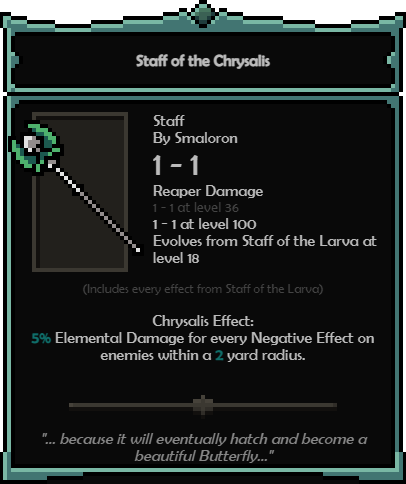 Staff of the Chrysalis
Staff
By Smaloron
1 - 1
Reaper Damage
1 - 1 at level 36
1 - 1 at level 100
Evolves from Staff of the Larva at
level 18
(Includes every effect from Staff of the Larva)
Chrysalis Effect:
5% Elemental Damage for every Negative Effect on
enemies within a 2 yard radius.
"... because it will eventually hatch and become a
beautiful Butterfly..."